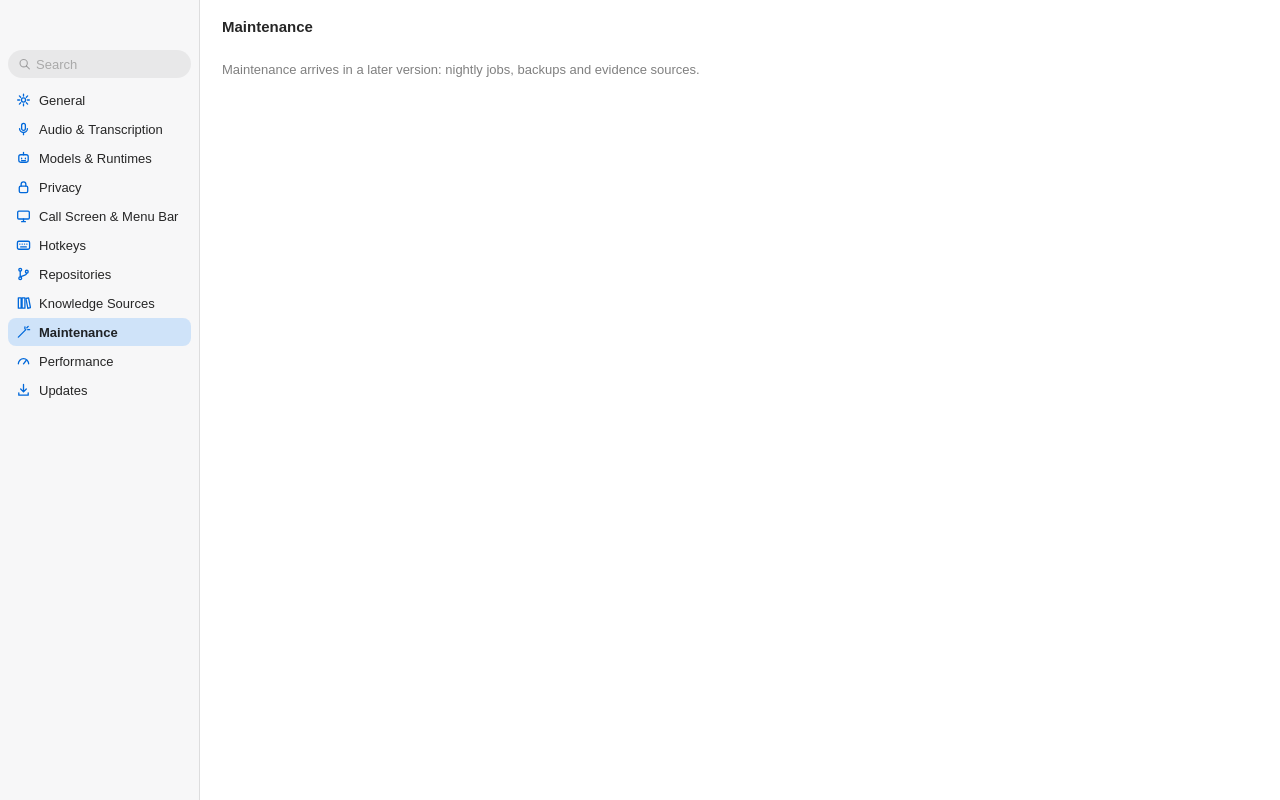 Maintenance
Search
Maintenance arrives in a later version: nightly jobs, backups and evidence sources.
General
Audio & Transcription
Models & Runtimes
Privacy
Call Screen & Menu Bar
Hotkeys
Repositories
Knowledge Sources
Maintenance
Performance
Updates